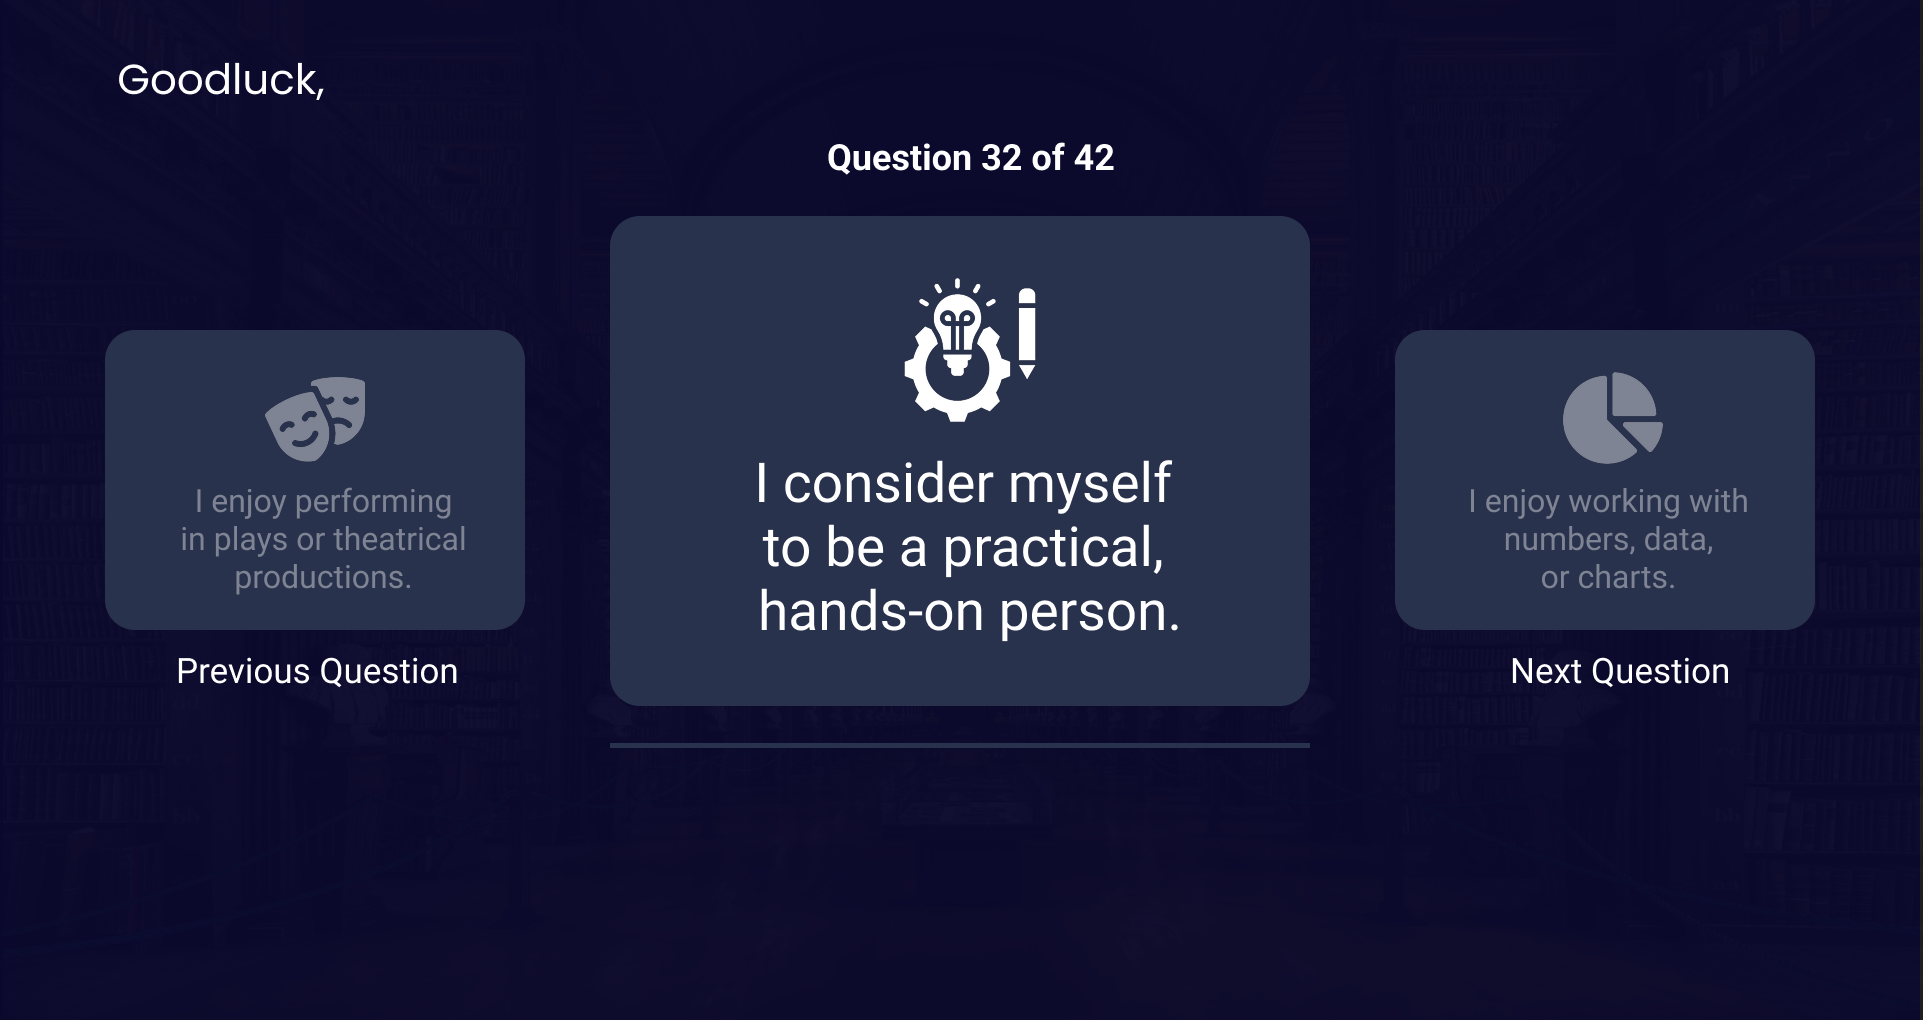 Goodluck,
Question 32 of 42
I enjoy performing
in plays or theatrical
productions.
Previous Question
I consider myself
to be a practical,
hands-on person.
I enjoy working with
numbers, data,
or charts.
Next Question